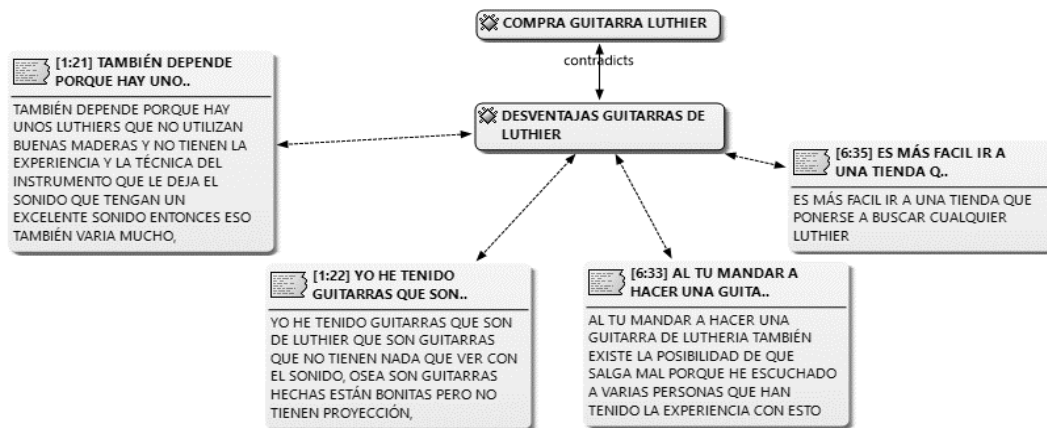 COMPRA GUITARRA LUTHIER
contradicts
DESVENTAJAS GUITARRAS DE
LUTHIER
[1:21] TAMBIÉN DEPENDE
PORQUE HAY UNO..
TAMBIÉN DEPENDE PORQUE HAY
UNOS LUTHIERS QUE NO UTILIZAN
BUENAS MADERAS Y NO TIENEN LA
EXPERIENCIA Y LA TÉCNICA DEL
INSTRUMENTO QUE LE DEJA EL
SONIDO QUE TENGAN UN
EXCELENTE SONIDO ENTONCES ESO
TAMBIÉN VARIA MUCHO,
[6:35] ES MÁS FACIL IR A
UNA TIENDA Q..
ES MÁS FACIL IR A UNA TIENDA QUE
PONERSE A BUSCAR CUALQUIER
LUTHIER
[1:22] YO HE TENIDO
GUITARRAS QUE SON..
YO HE TENIDO GUITARRAS QUE SON
DE LUTHIER QUE SON GUITARRAS
QUE NO TIENEN NADA QUE VER CON
EL SONIDO, OSEA SON GUITARRAS
HECHAS ESTÁN BONITAS PERO NO
TIENEN PROYECCIÓN,
[6:33] AL TU MANDAR A
HACER UNA GUITA..
AL TU MANDAR A HACER UNA
GUITARRA DE LUTHERIA TAMBIÉN
EXISTE LA POSIBILIDAD DE QUE
SALGA MAL PORQUE HE ESCUCHADO
A VARIAS PERSONAS QUE HAN
TENIDO LA EXPERIENCIA CON ESTO